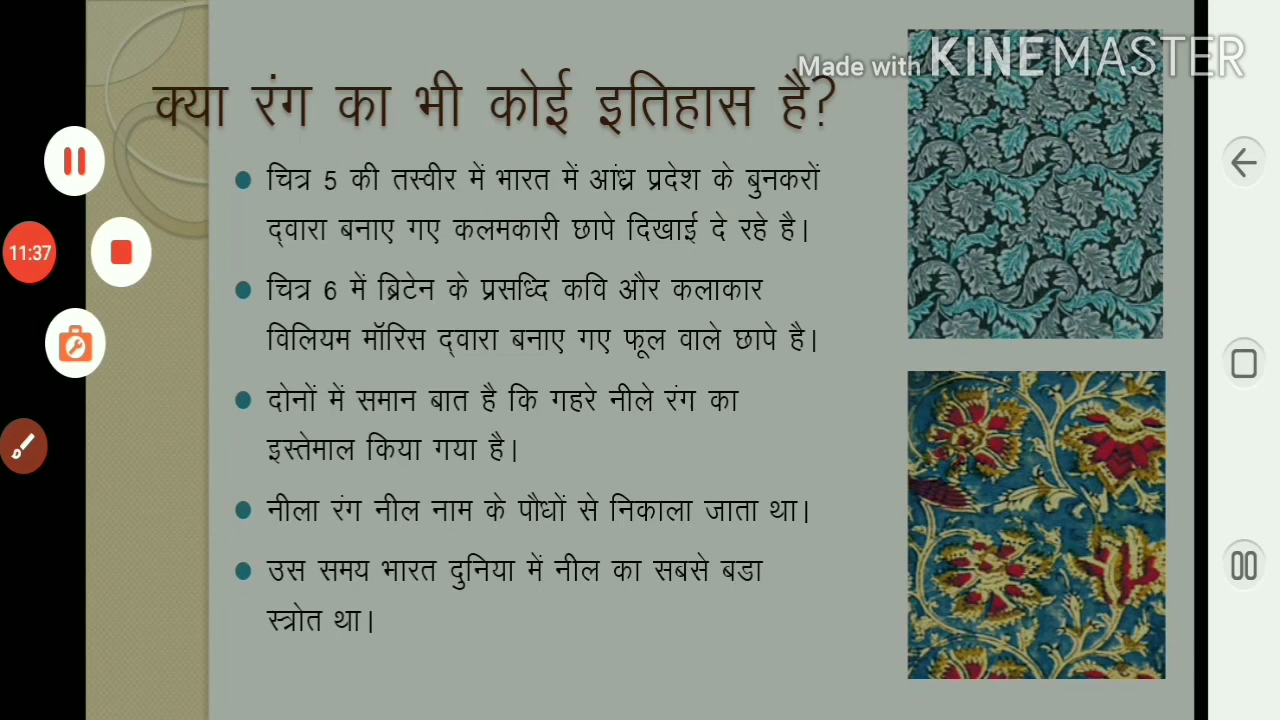 Made with KINEMASTER
क्या रंग का भी कोई इतिहास है?
चित्र 5 की तस्वीर में भारत में आंध्र प्रदेश के बुनकरों
द्वारा बनाए गए कलमकारी छापे दिखाई दे रहे है।
चित्र 6 में ब्रिटेन के प्रसध्दि कवि और कलाकार
विलियम मॉरिस द्वारा बनाए गए फूल वाले छापे है।
दोनों में समान बात है कि गहरे नीले रंग का
इस्तेमाल किया गया है।
नीला रंग नील नाम के पौधों से निकाला जाता था।
उस समय भारत दुनिया में नील का सबसे बडा
स्त्रोत था।
11:37